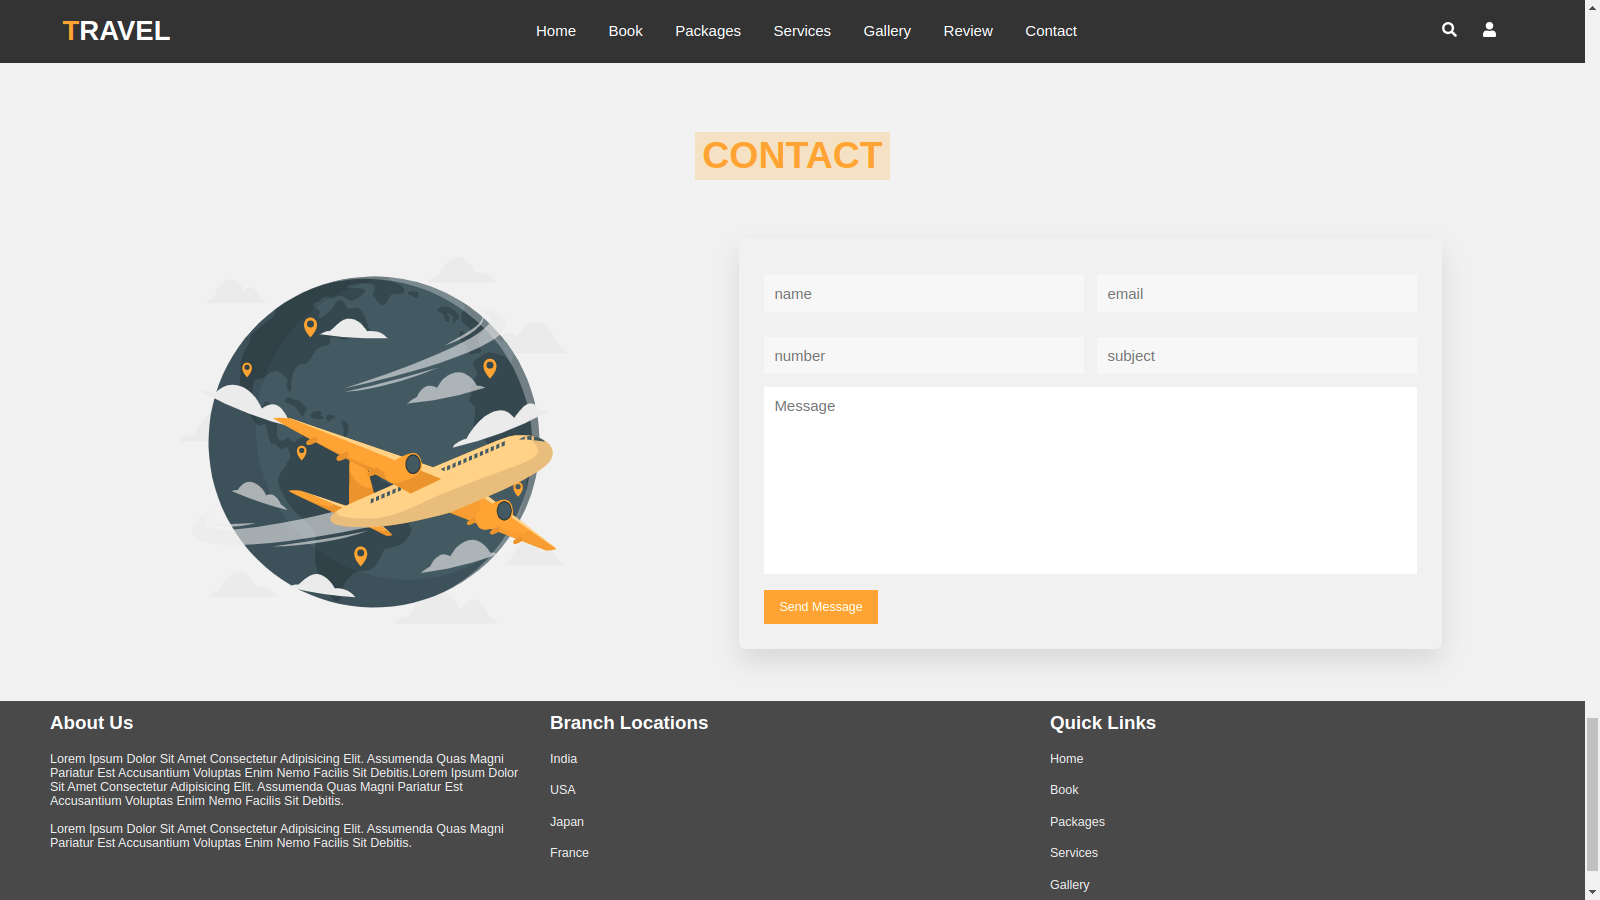 TRAVEL
Home
Book
Packages
Services
Gallery
Review
Contact
CONTACT
name
email
number
subject
Message
Send Message
About Us
Lorem Ipsum Dolor Sit Amet Consectetur Adipisicing Elit. Assumenda Quas Magni
Pariatur Est Accusantium Voluptas Enim Nemo Facilis Sit Debitis.Lorem Ipsum Dolor
Sit Amet Consectetur Adipisicing Elit. Assumenda Quas Magni Pariatur Est
Accusantium Voluptas Enim Nemo Facilis Sit Debitis.
Lorem Ipsum Dolor Sit Amet Consectetur Adipisicing Elit. Assumenda Quas Magni
Pariatur Est Accusantium Voluptas Enim Nemo Facilis Sit Debitis.
Branch Locations
India
USA
Japan
France
Quick Links
Home
Book
Packages
Services
Gallery